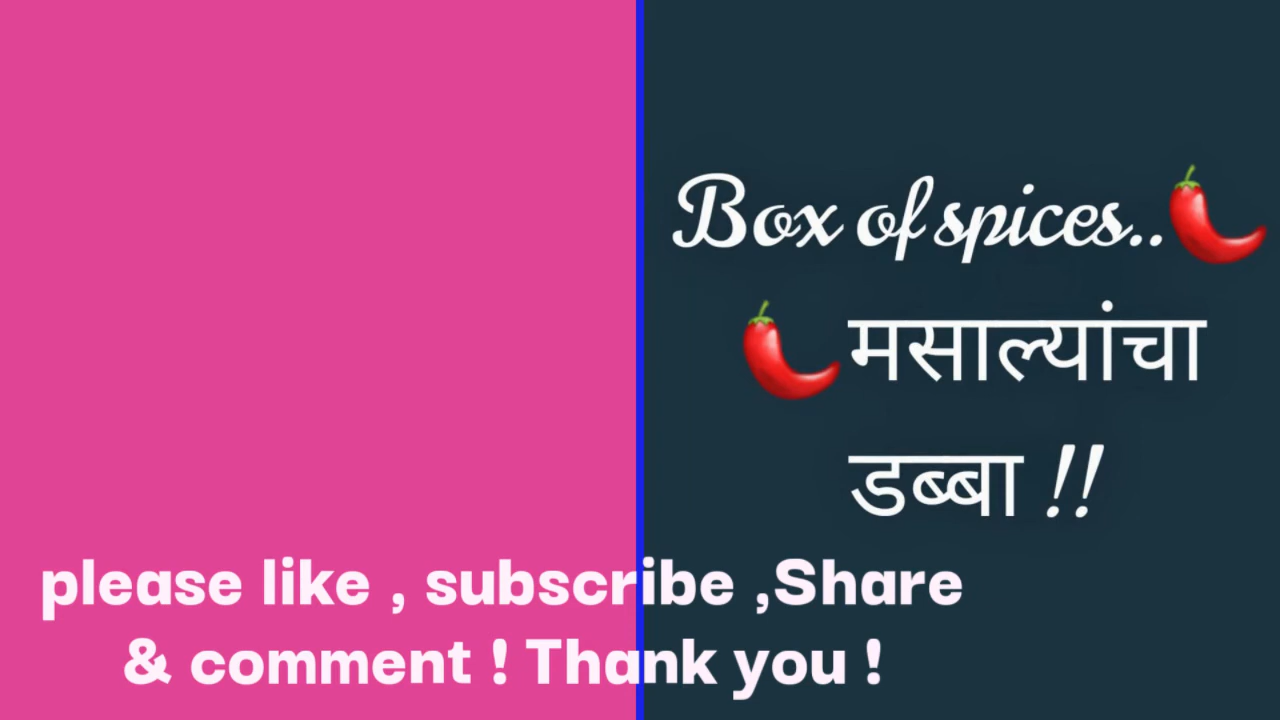 Box of spices..🌶️
🌶️मसाल्यांचा
डब्बा !!
please like , subscribe ,Share
& comment ! Thank you !